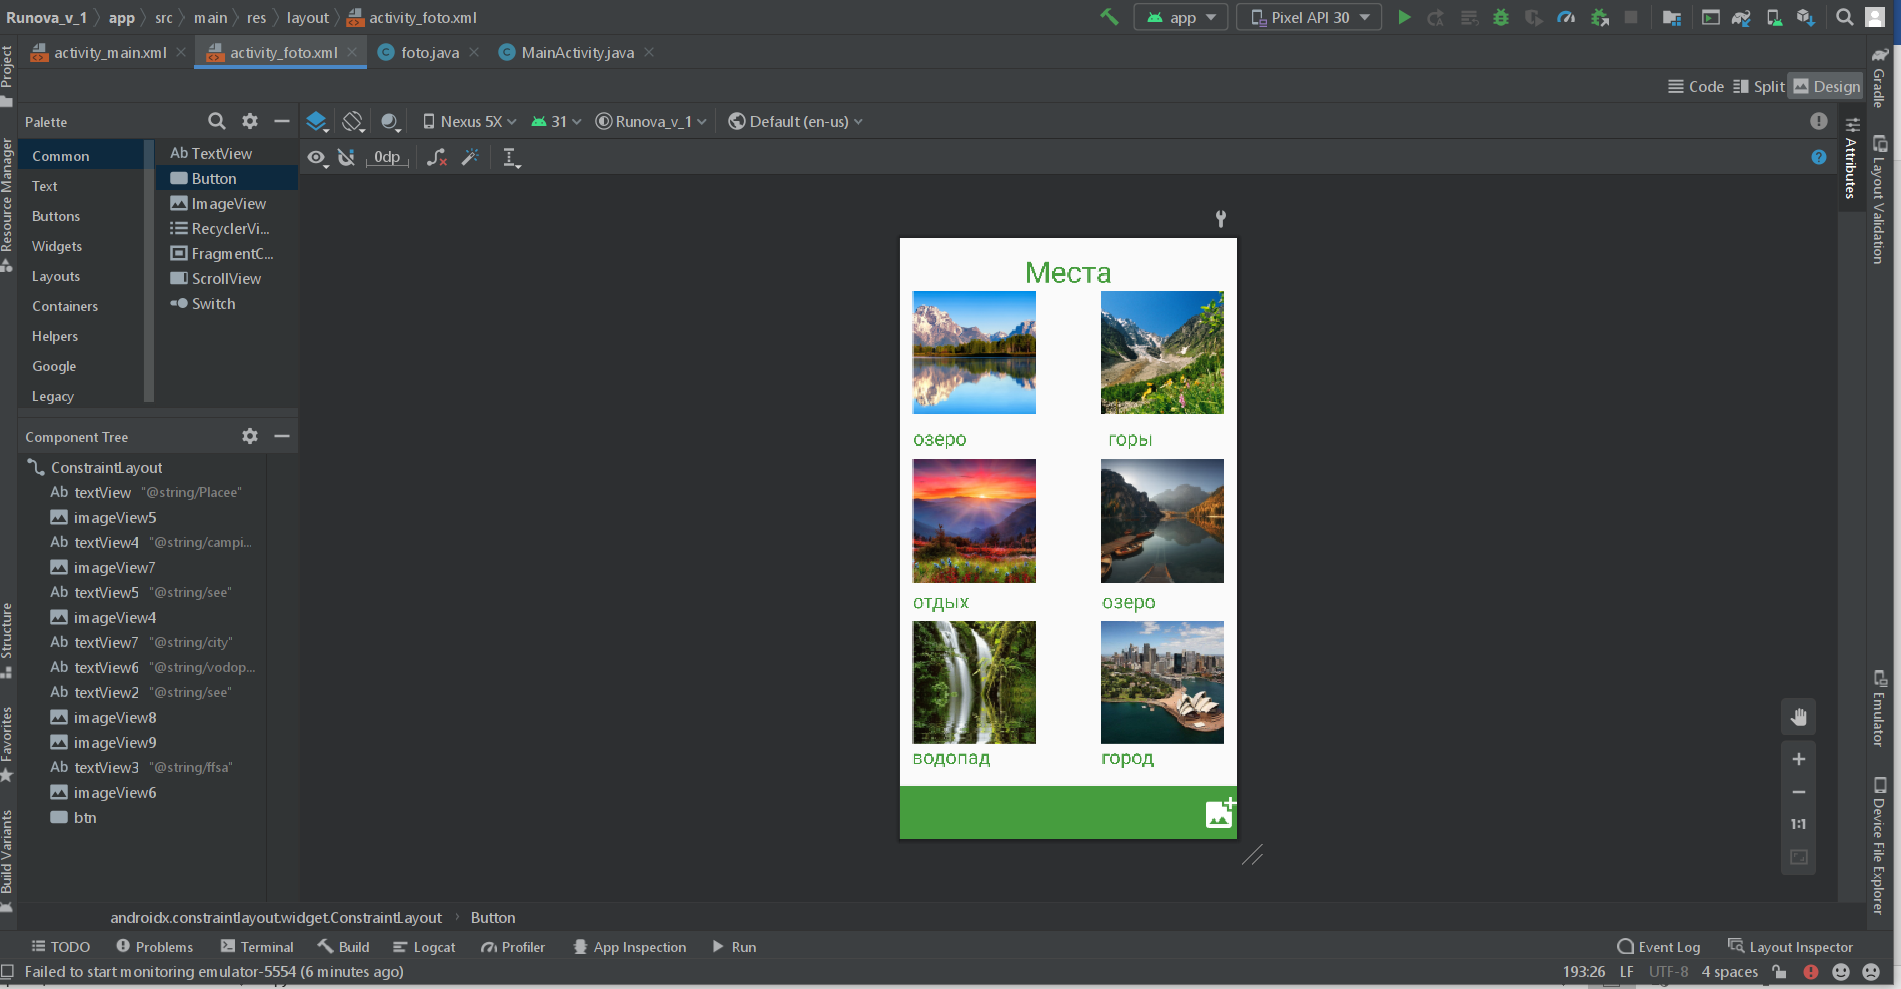 Runova_v_1 app src main res layout activity_foto.xml
app Pixel API 30
activity_main.xml activity_foto.xml foto.java MainActivity.java
Code Split Design
Palette
Nexus 5X 31 Runova_v_1 Default (en-us)
0dp
Common
Text
Buttons
Widgets
Layouts
Containers
Helpers
Google
Legacy
Ab TextView
Button
ImageView
RecyclerVi...
FragmentC...
ScrollView
Switch
Component Tree
ConstraintLayout
Ab textView "@string/Placee"
imageView5
Ab textView4 "@string/campi...
imageView7
Ab textView5 "@string/see"
imageView4
Ab textView7 "@string/city"
Ab textView6 "@string/vodop...
Ab textView2 "@string/see"
imageView8
imageView9
Ab textView3 "@string/ffsa"
imageView6
btn
Места
озеро горы
отдых озеро
водопад город
1:1
Project
Resource Manager
Structure
Favorites
Build Variants
Attributes
Gradle
Layout Validation
Emulator
Device File Explorer
androidx.constraintlayout.widget.ConstraintLayout Button
TODO Problems Terminal Build Logcat Profiler App Inspection Run
Event Log Layout Inspector
Failed to start monitoring emulator-5554 (6 minutes ago)
193:26 LF UTF-8 4 spaces